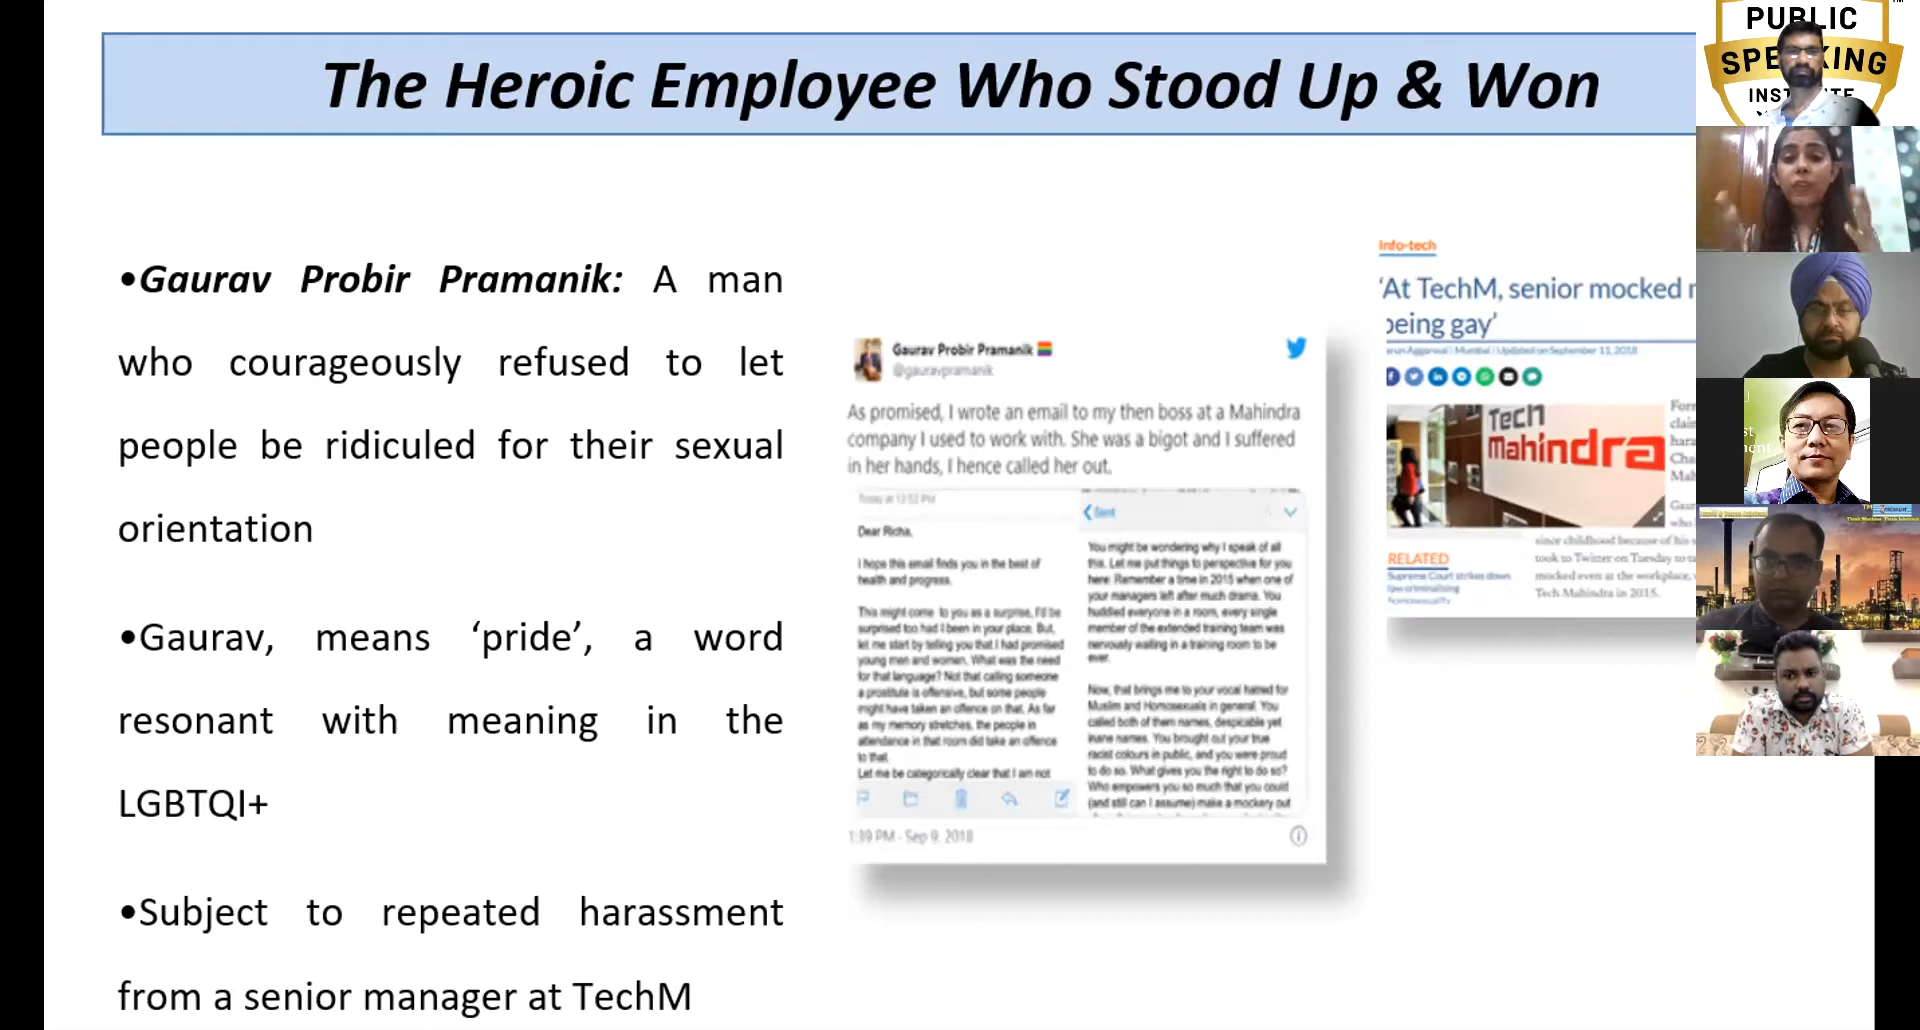 The Heroic Employee Who Stood Up & Won
•Gaurav Probir Pramanik: A man
who courageously refused to let
people be ridiculed for their sexual
orientation
•Gaurav, means ‘pride’, a word
resonant with meaning in the
LGBTQI+
•Subject to repeated harassment
from a senior manager at TechM
Gaurav Probir Pramanik
@gauravpramanik
As promised, I wrote an email to my then boss at a Mahindra
company I used to work with. She was a bigot and I suffered
in her hands, I hence called her out.
Today at 12:52 PM
Dear Richa,
I hope this email finds you in the best of
health and progress.
This might come to you as a surprise, I'd be
surprised too had I been in your place. But,
let me start by telling you that I had promised
young men and women. What was the need
for that language? Not that calling someone
a prostitute is offensive, but some people
might have taken an offence on that. As far
as my memory stretches, the people in
attendance in that room did take an offence
to that.
Let me be categorically clear that I am not
Sent
You might be wondering why I speak of all
this. Let me put things to perspective for you
here. Remember a time in 2015 when one of
your managers left after much drama. You
huddled everyone in a room, every single
member of the extended training team was
nervously waiting in a training room to be
ever.
Now, that brings me to your vocal hatred for
Muslim and Homosexuals in general. You
called both of them names, despicable yet
inane names. You brought out your true
racist colours in public, and you were proud
to do so. What gives you the right to do so?
Who empowers you so much that you could
(and still can I assume) make a mockery out
1:39 PM - Sep 9, 2018
Info-tech
‘At TechM, senior mocked
being gay’
Aggarwal | Mumbai | Updated on September 11, 2018
Tech
Mahindra
RELATED
Supreme Court strikes down
law criminalising
homosexuality
since childhood because of his
took to Twitter on Tuesday to
mocked even at the workplace,
Tech Mahindra in 2015.
PUBLIC
SPEAKING
Think Machine, Think Intelmac